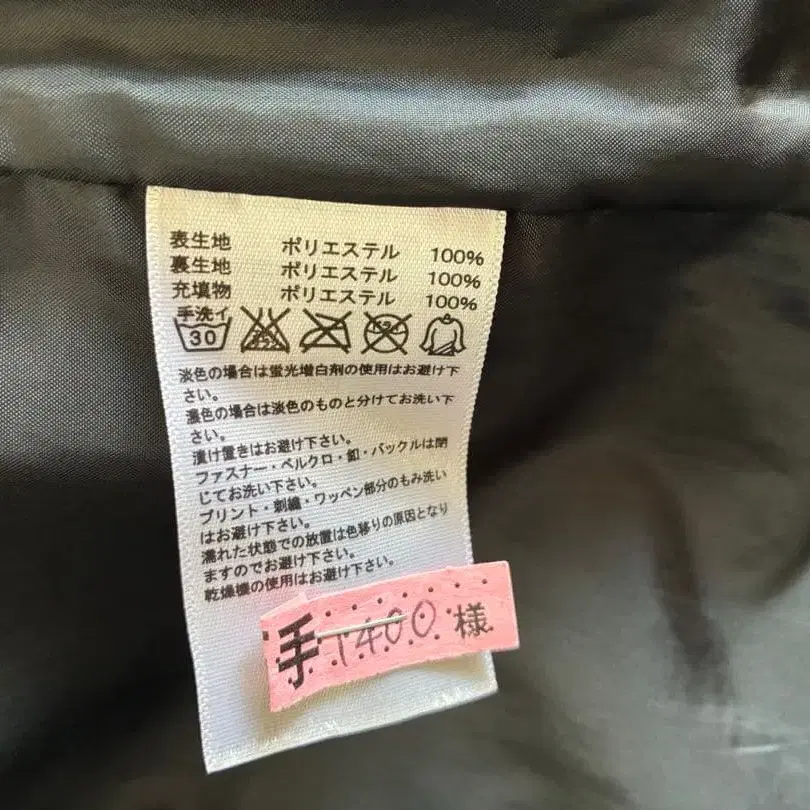 表生地 ポリエステル 100%
裏生地 ポリエステル 100%
充填物 ポリエステル 100%
手洗イ
30
淡色の場合は蛍光増白剤の使用はお避け下
さい。
濃色の場合は淡色のものと分けてお洗い下
さい。
漬け置きはお避け下さい。
ファスナー・ベルクロ・釦・バックルは閉
じてお洗い下さい。
プリント・刺繍・ワッペン部分のもみ洗い
はお避け下さい。
濡れた状態での放置は色移りの原因となり
ますのでお避け下さい。
乾燥機の使用はお避け下さい。
手 1400 様